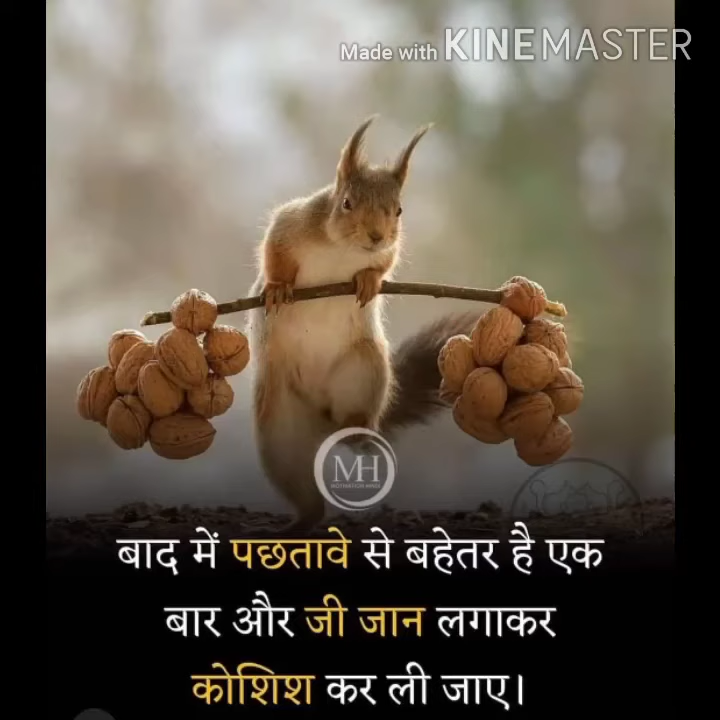 Made with KINEMASTER
MH
बाद में पछतावे से बहेतर है एक
बार और जी जान लगाकर
कोशिश कर ली जाए।